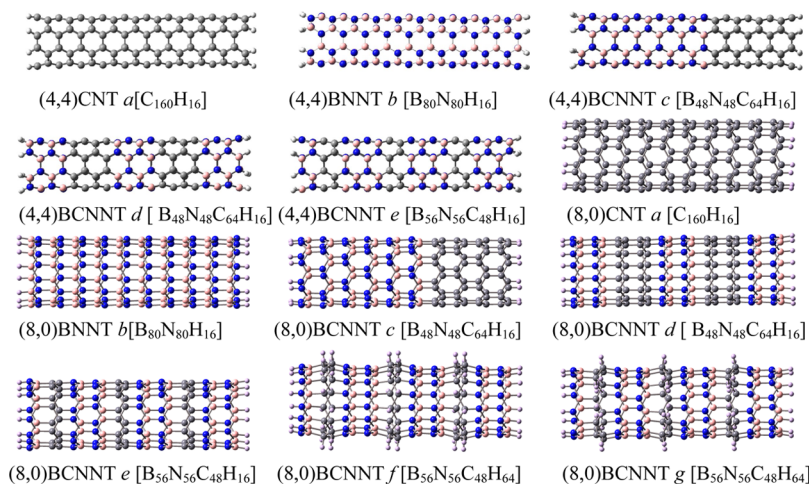 (4,4)CNT a[C₁₆₀H₁₆]
(4,4)BNNT b [B₈₀N₈₀H₁₆]
(4,4)BCNNT c [B₄₈N₄₈C₆₄H₁₆]
(4,4)BCNNT d [ B₄₈N₄₈C₆₄H₁₆]
(4,4)BCNNT e [B₅₆N₅₆C₄₈H₁₆]
(8,0)CNT a [C₁₆₀H₁₆]
(8,0)BNNT b[B₈₀N₈₀H₁₆]
(8,0)BCNNT c [B₄₈N₄₈C₆₄H₁₆]
(8,0)BCNNT d [ B₄₈N₄₈C₆₄H₁₆]
(8,0)BCNNT e [B₅₆N₅₆C₄₈H₁₆]
(8,0)BCNNT f [B₅₆N₅₆C₄₈H₆₄]
(8,0)BCNNT g [B₅₆N₅₆C₄₈H₆₄]